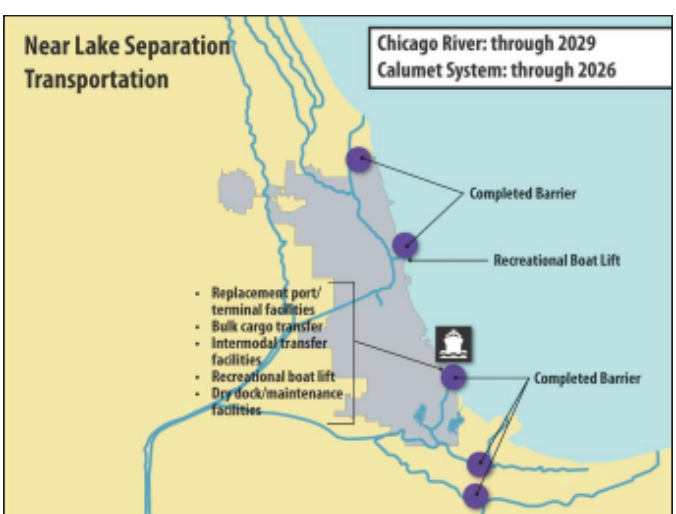 Near Lake Separation
Transportation
Chicago River: through 2029
Calumet System: through 2026
Completed Barrier
Recreational Boat Lift
• Replacement port/
terminal facilities
• Bulk cargo transfer
• Intermodal transfer
facilities
• Recreational boat lift
• Dry dock/maintenance
facilities
Completed Barrier